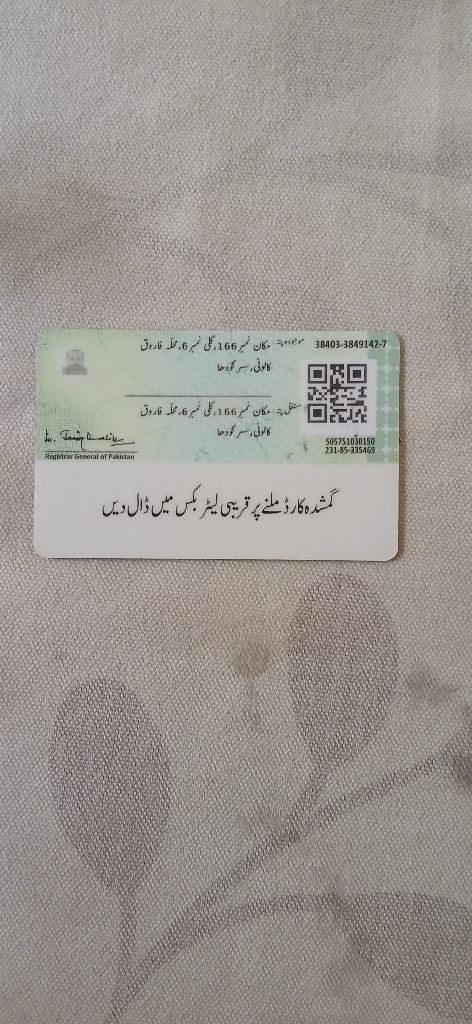 موجودہ پتہ: مکان نمبر 166، گلی نمبر 6، محلّہ فاروق
کالونی، سرگودھا
38403-3849142-7
مستقل پتہ: مکان نمبر 166، گلی نمبر 6، محلّہ فاروق
کالونی، سرگودھا
505751030150
231-85-335469
Registrar General of Pakistan
گمشدہ کارڈ ملنے پر قریبی لیٹر بکس میں ڈال دیں